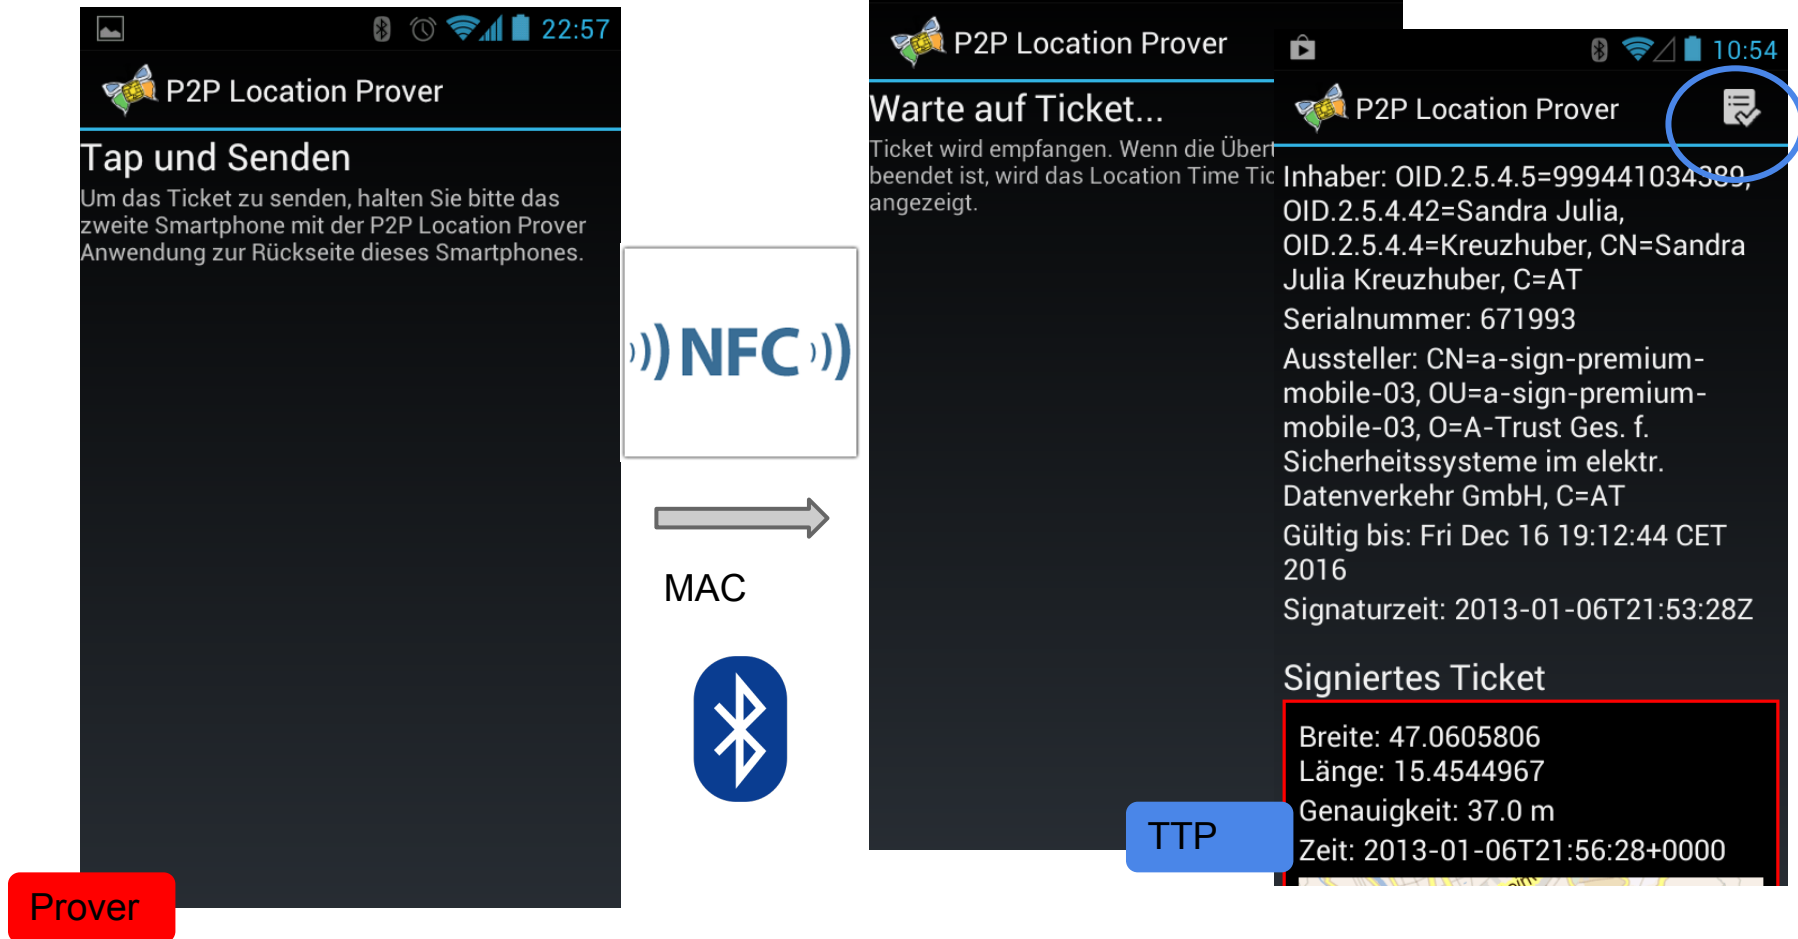 22:57
P2P Location Prover
Tap und Senden
Um das Ticket zu senden, halten Sie bitte das
zweite Smartphone mit der P2P Location Prover
Anwendung zur Rückseite dieses Smartphones.
Prover
NFC
MAC
P2P Location Prover
Warte auf Ticket...
Ticket wird empfangen. Wenn die
beendet ist, wird das Location Time
angezeigt.
TTP
10:54
P2P Location Prover
Inhaber: OID.2.5.4.5=999441034389,
OID.2.5.4.42=Sandra Julia,
OID.2.5.4.4=Kreuzhuber, CN=Sandra
Julia Kreuzhuber, C=AT
Serialnummer: 671993
Aussteller: CN=a-sign-premium-
mobile-03, OU=a-sign-premium-
mobile-03, O=A-Trust Ges. f.
Sicherheitssysteme im elektr.
Datenverkehr GmbH, C=AT
Gültig bis: Fri Dec 16 19:12:44 CET
2016
Signaturzeit: 2013-01-06T21:53:28Z
Signiertes Ticket
Breite: 47.0605806
Länge: 15.4544967
Genauigkeit: 37.0 m
Zeit: 2013-01-06T21:56:28+0000